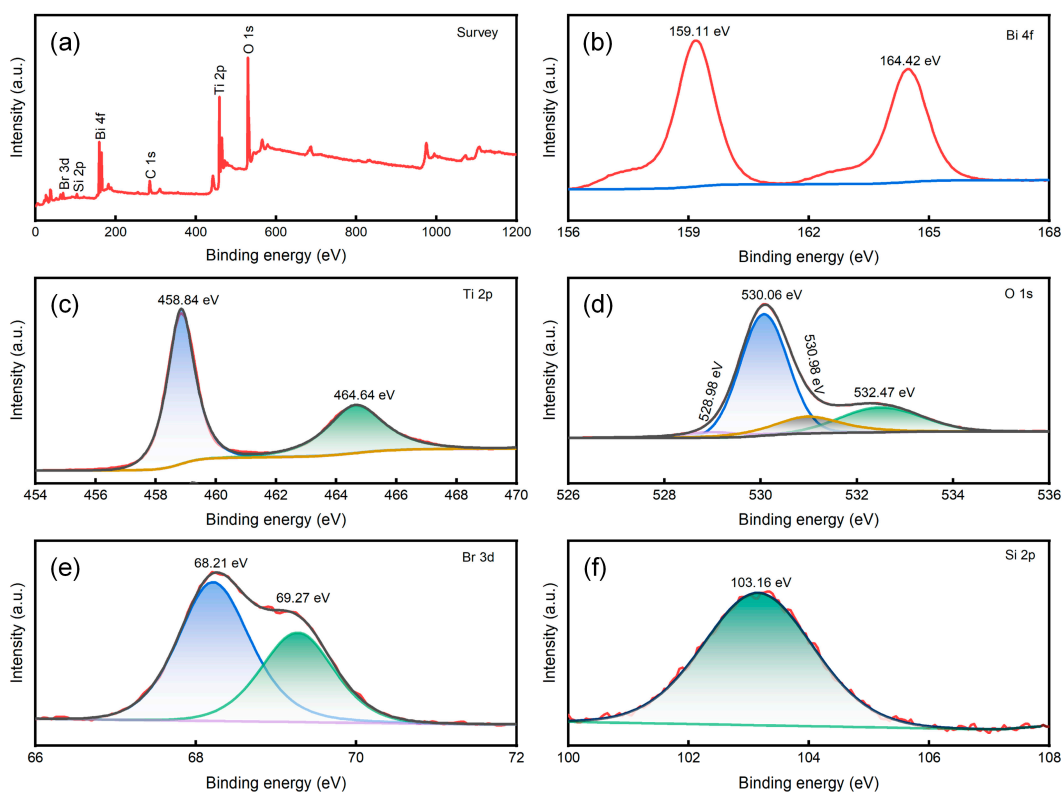 (a)
Survey
O 1s
Ti 2p
Bi 4f
C 1s
Br 3d
Si 2p
Intensity (a.u.)
0 200 400 600 800 1000 1200
Binding energy (eV)
(b)
Bi 4f
159.11 eV
164.42 eV
Intensity (a.u.)
156 159 162 165 168
Binding energy (eV)
(c)
Ti 2p
458.84 eV
464.64 eV
Intensity (a.u.)
454 456 458 460 462 464 466 468 470
Binding energy (eV)
(d)
O 1s
530.06 eV
528.98 eV
530.98 eV
532.47 eV
Intensity (a.u.)
526 528 530 532 534 536
Binding energy (eV)
(e)
Br 3d
68.21 eV
69.27 eV
Intensity (a.u.)
66 68 70 72
Binding energy (eV)
(f)
Si 2p
103.16 eV
Intensity (a.u.)
100 102 104 106 108
Binding energy (eV)